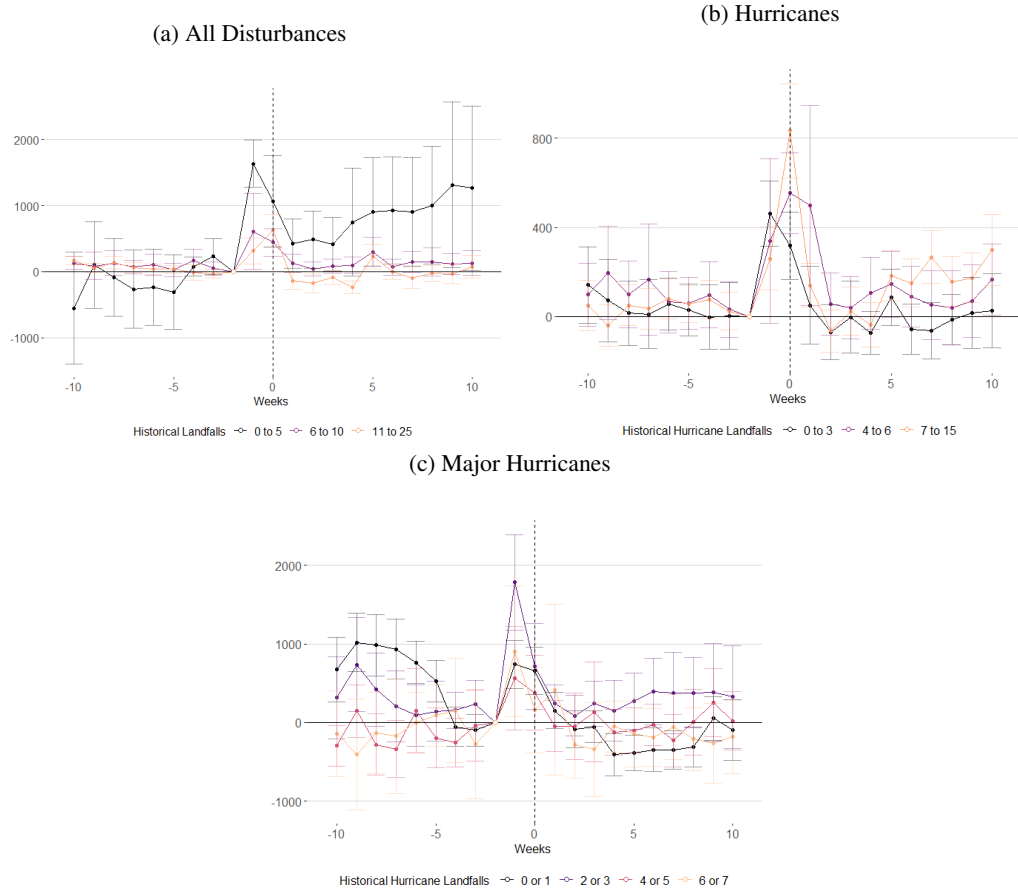 (a) All Disturbances
2000
1000
0
-1000
-10 -5 0 5 10
Weeks
Historical Landfalls 0 to 5 6 to 10 11 to 25
(b) Hurricanes
800
400
0
-10 -5 0 5 10
Weeks
Historical Hurricane Landfalls 0 to 3 4 to 6 7 to 15
(c) Major Hurricanes
2000
1000
0
-1000
-10 -5 0 5 10
Weeks
Historical Hurricane Landfalls 0 or 1 2 or 3 4 or 5 6 or 7